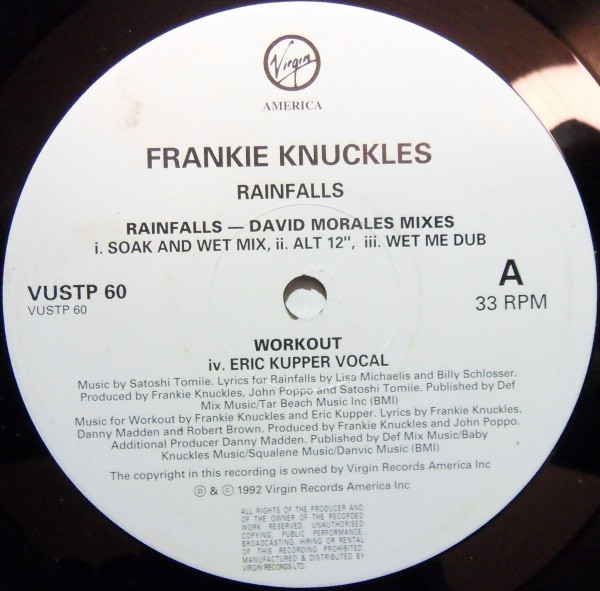 Virgin
AMERICA
FRANKIE KNUCKLES
RAINFALLS
RAINFALLS — DAVID MORALES MIXES
i. SOAK AND WET MIX, ii. ALT 12", iii. WET ME DUB
VUSTP 60
VUSTP 60
A
33 RPM
WORKOUT
iv. ERIC KUPPER VOCAL
Music by Satoshi Tomiie. Lyrics for Rainfalls by Lisa Michaelis and Billy Schlosser.
Produced by Frankie Knuckles, John Poppo and Satoshi Tomiie. Published by Def
Mix Music/Tar Beach Music Inc (BMI)
Music for Workout by Frankie Knuckles and Eric Kupper. Lyrics by Frankie Knuckles,
Danny Madden and Robert Brown. Produced by Frankie Knuckles and John Poppo.
Additional Producer Danny Madden. Published by Def Mix Music/Baby
Knuckles Music/Squalene Music/Danvic Music (BMI)
The copyright in this recording is owned by Virgin Records America Inc
℗ & © 1992 Virgin Records America Inc
ALL RIGHTS OF THE PRODUCER AND
OF THE OWNER OF THE RECORDED
WORK RESERVED UNAUTHORISED
COPYING, PUBLIC PERFORMANCE,
BROADCASTING, HIRING OR RENTAL
OF THIS RECORDING PROHIBITED
MANUFACTURED & DISTRIBUTED BY
VIRGIN RECORDS LTD.